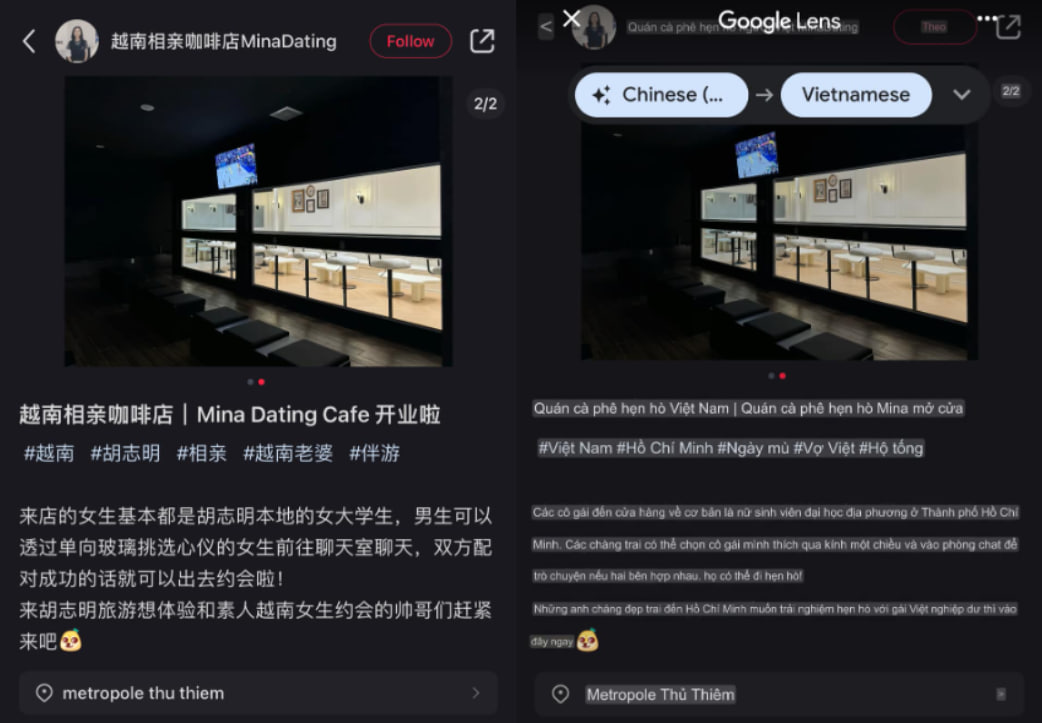 越南相亲咖啡店MinaDating
Follow
2/2
越南相亲咖啡店｜Mina Dating Cafe 开业啦
#越南 #胡志明 #相亲 #越南老婆 #伴游
来店的女生基本都是胡志明本地的女大学生，男生可以
透过单向玻璃挑选心仪的女生前往聊天室聊天，双方配
对成功的话就可以出去约会啦！
来胡志明旅游想体验和素人越南女生约会的帅哥们赶紧
来吧
metropole thu thiem
Google Lens
Quán cà phê hẹn
Theo
Chinese (...
Vietnamese
2/2
Quán cà phê hẹn hò Việt Nam | Quán cà phê hẹn hò Mina mở cửa
#Việt Nam #Hồ Chí Minh #Ngày mù #Vợ Việt #Hộ tống
Các cô gái đến cửa hàng về cơ bản là nữ sinh viên đại học địa phương ở Thành phố Hồ Chí
Minh. Các chàng trai có thể chọn cô gái mình thích qua kính một chiều và vào phòng chat để
trò chuyện nếu hai bên hợp nhau, họ có thể đi hẹn hò!
Những anh chàng đẹp trai đến Hồ Chí Minh muốn trải nghiệm hẹn hò với gái Việt nghiệp dư thì vào
đây ngay
Metropole Thủ Thiêm